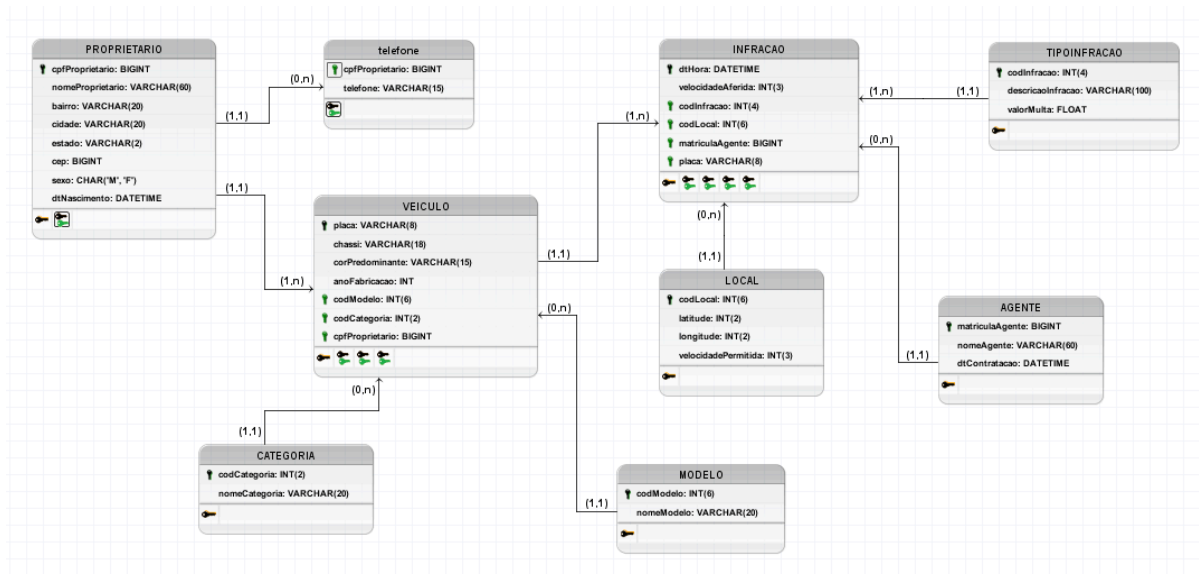 PROPRIETARIO
cpfProprietario: BIGINT
nomeProprietario: VARCHAR(60)
bairro: VARCHAR(20)
cidade: VARCHAR(20)
estado: VARCHAR(2)
cep: BIGINT
sexo: CHAR('M', 'F')
dtNascimento: DATETIME
(1,1)
(0,n)
telefone
cpfProprietario: BIGINT
telefone: VARCHAR(15)
(1,1)
(1,n)
VEICULO
placa: VARCHAR(8)
chassi: VARCHAR(18)
corPredominante: VARCHAR(15)
anoFabricacao: INT
codModelo: INT(6)
codCategoria: INT(2)
cpfProprietario: BIGINT
(1,1)
(1,n)
INFRACAO
dtHora: DATETIME
velocidadeAferida: INT(3)
codInfracao: INT(4)
codLocal: INT(6)
matriculaAgente: BIGINT
placa: VARCHAR(8)
(1,n)
(1,1)
TIPOINFRACAO
codInfracao: INT(4)
descricaoInfracao: VARCHAR(100)
valorMulta: FLOAT
(0,n)
(0,n)
(1,1)
LOCAL
codLocal: INT(6)
latitude: INT(2)
longitude: INT(2)
velocidadePermitida: INT(3)
(1,1)
AGENTE
matriculaAgente: BIGINT
nomeAgente: VARCHAR(60)
dtContratacao: DATETIME
(0,n)
(0,n)
(1,1)
CATEGORIA
codCategoria: INT(2)
nomeCategoria: VARCHAR(20)
(1,1)
MODELO
codModelo: INT(6)
nomeModelo: VARCHAR(20)